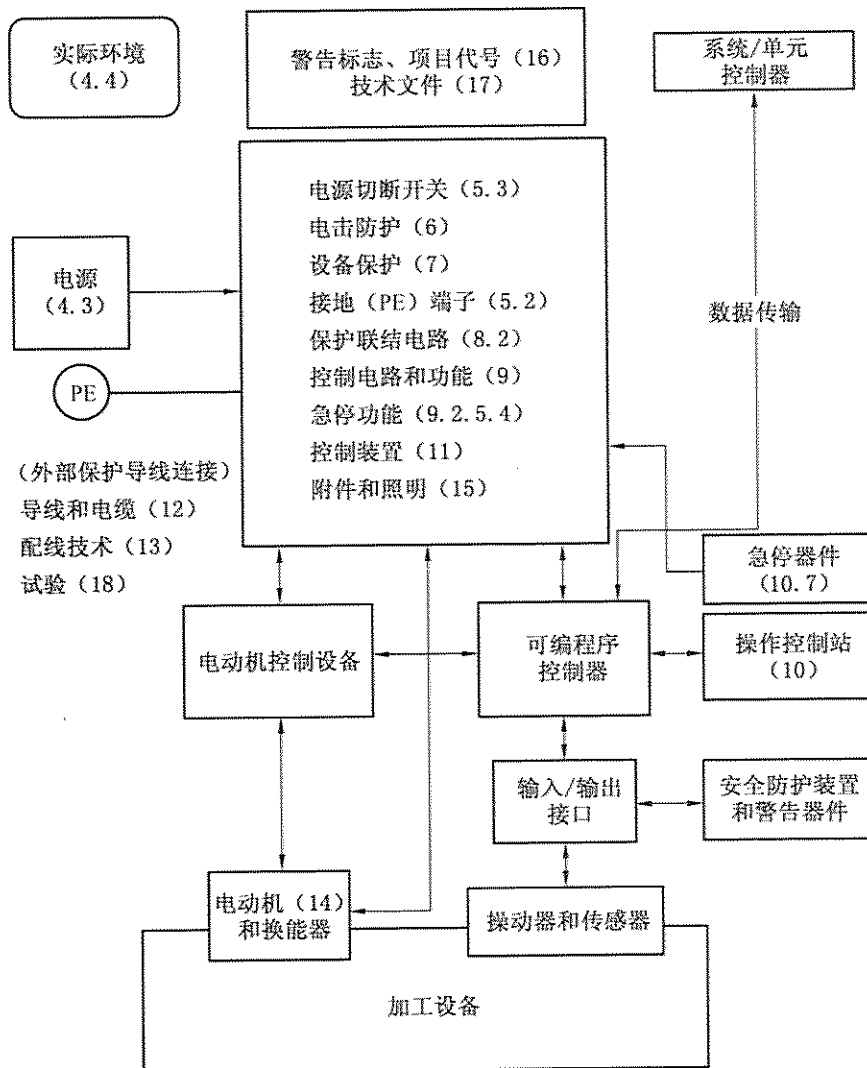 实际环境
（4.4）
警告标志、项目代号（16）
技术文件（17）
系统/单元
控制器
电源切断开关（5.3）
电击防护（6）
设备保护（7）
接地（PE）端子（5.2）
保护联结电路（8.2）
控制电路和功能（9）
急停功能（9.2.5.4）
控制装置（11）
附件和照明（15）
电源
（4.3）
PE
数据传输
（外部保护导线连接）
导线和电缆（12）
配线技术（13）
试验（18）
急停器件
（10.7）
电动机控制设备
可编程序
控制器
操作控制站
（10）
输入/输出
接口
安全防护装置
和警告器件
电动机（14）
和换能器
操动器和传感器
加工设备